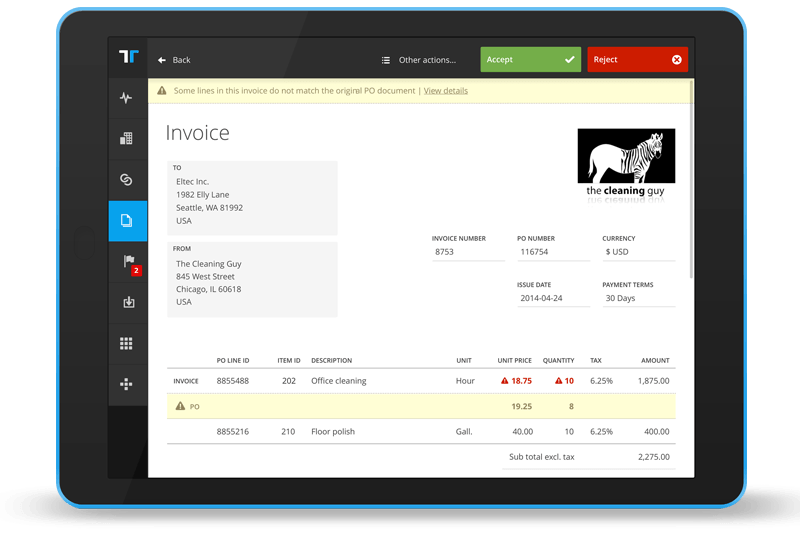 Back
Other actions...
Accept
Reject
Some lines in this invoice do not match the original PO document | View details
Invoice
the cleaning guy
TO
Eltec Inc.
1982 Elly Lane
Seattle, WA 81992
USA
FROM
The Cleaning Guy
845 West Street
Chicago, IL 60618
USA
INVOICE NUMBER PO NUMBER CURRENCY
8753 116754 $ USD
ISSUE DATE PAYMENT TERMS
2014-04-24 30 Days
2
PO LINE ID ITEM ID DESCRIPTION UNIT UNIT PRICE QUANTITY TAX AMOUNT
INVOICE 8855488 202 Office cleaning Hour 18.75 10 6.25% 1,875.00
PO 19.25 8
8855216 210 Floor polish Gall. 40.00 10 6.25% 400.00
Sub total excl. tax 2,275.00